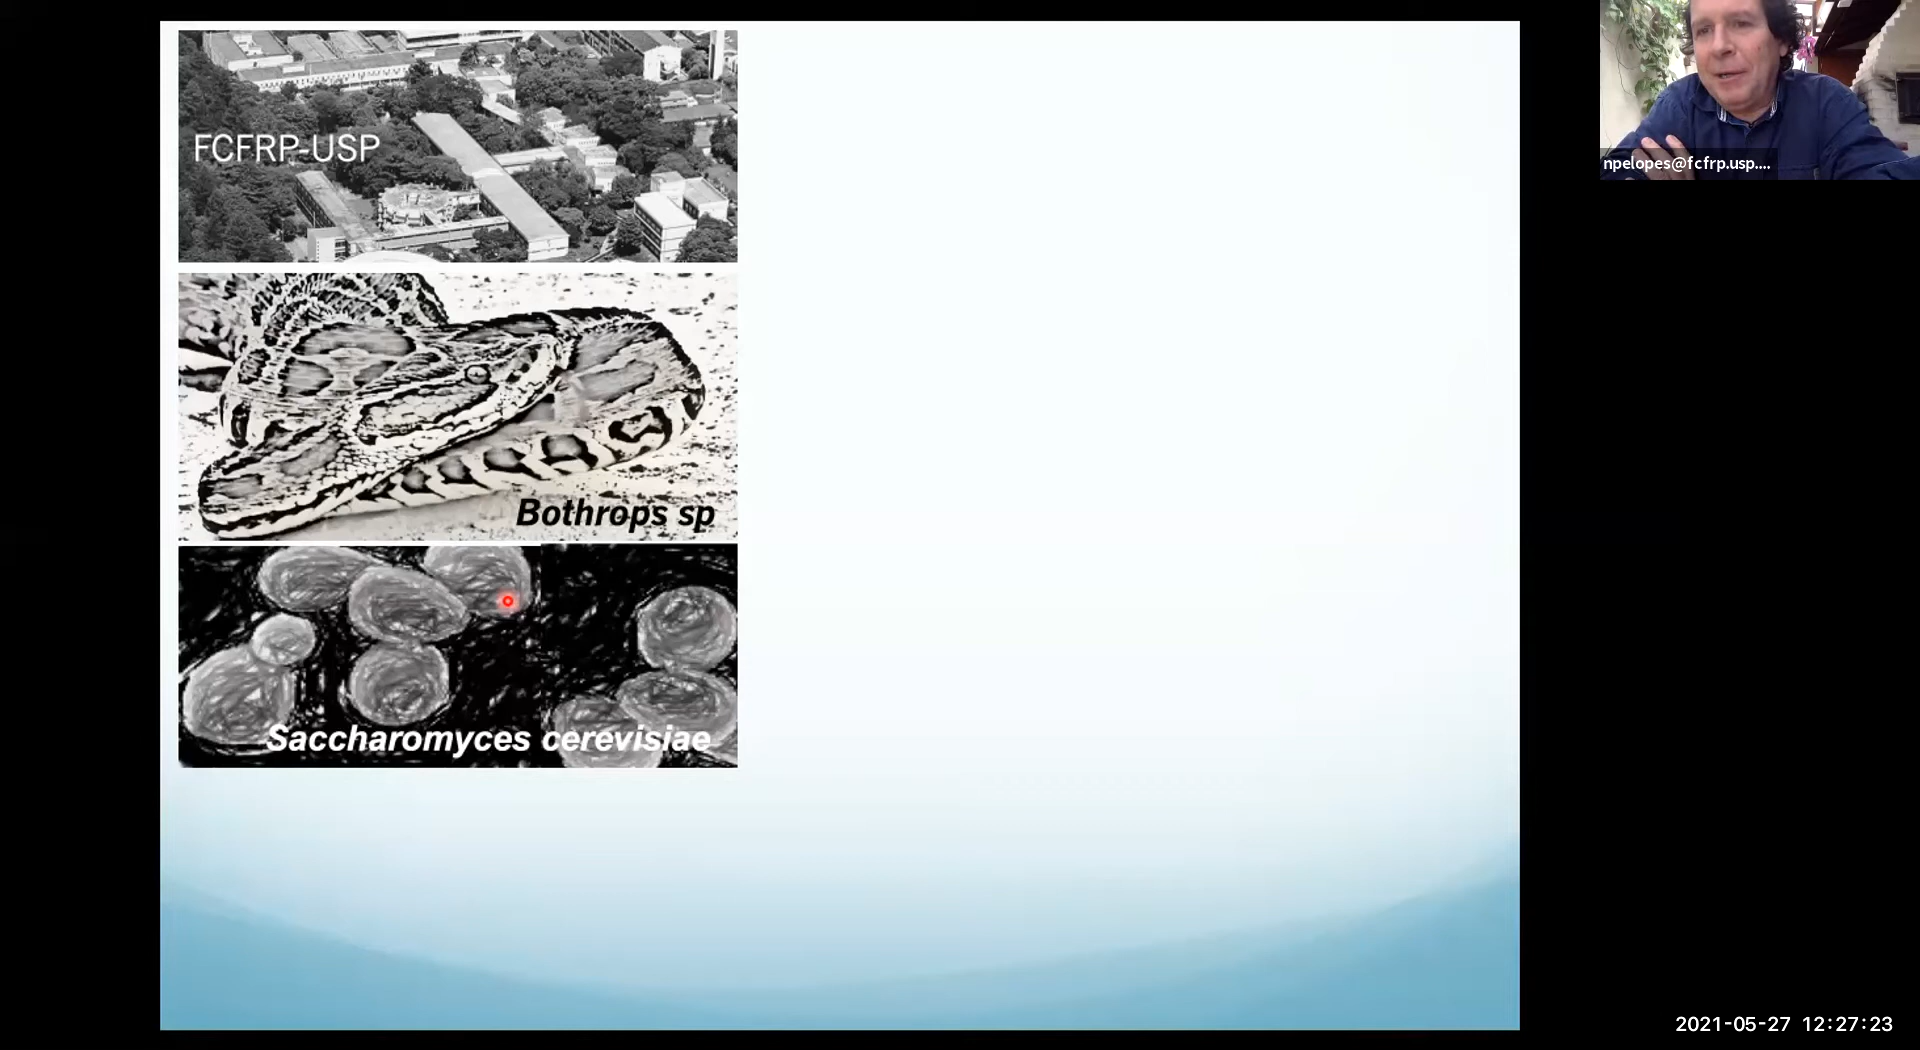 FCFRP-USP
npelopes@fcfrp.usp....
Bothrops sp
Saccharomyces cerevisiae
2021-05-27 12:27:23